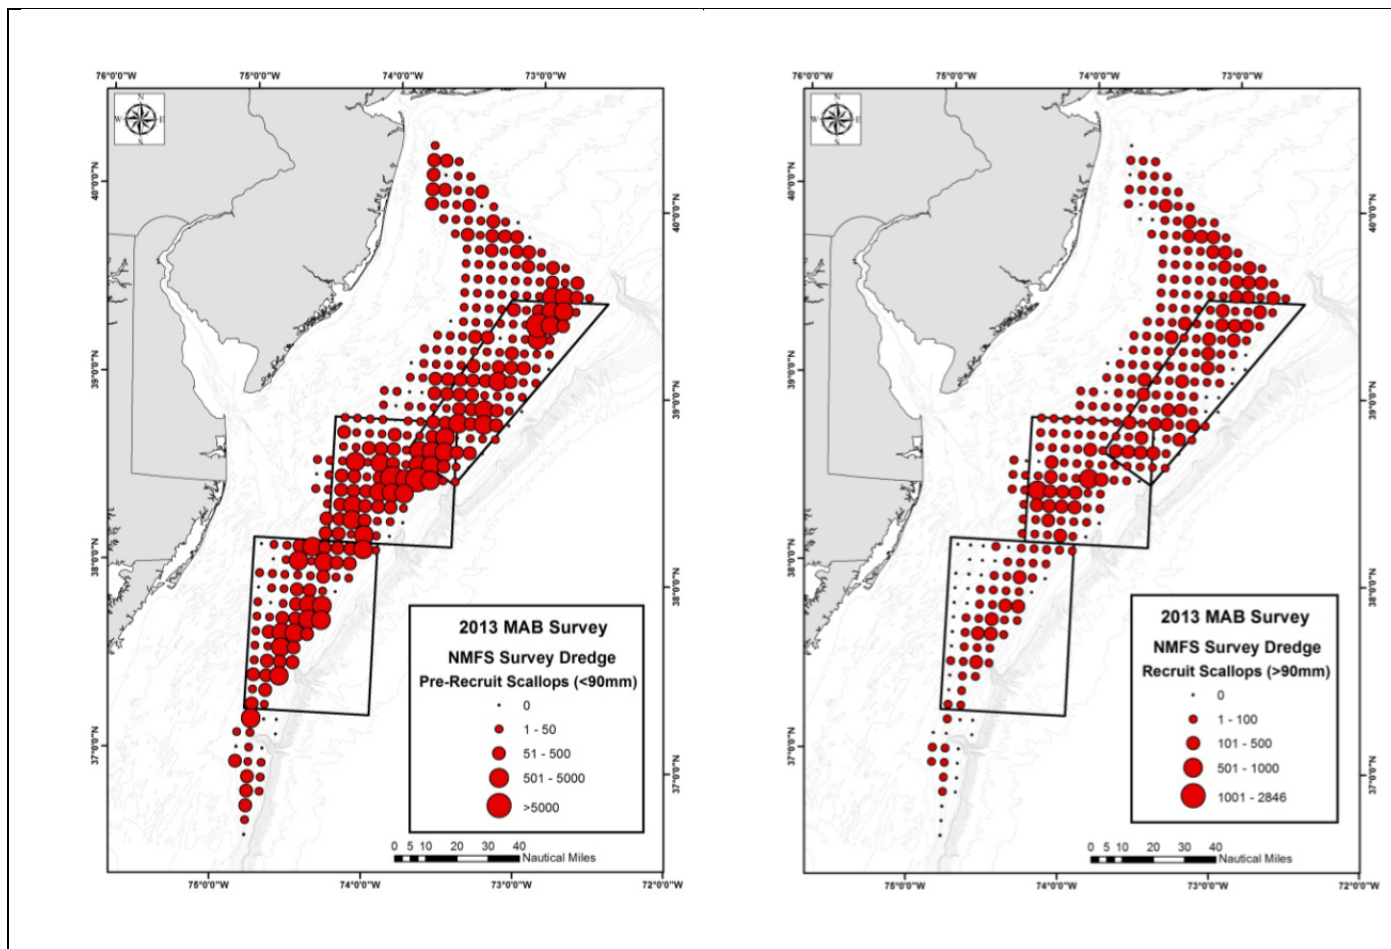 76°0'0"W 75°0'0"W 74°0'0"W 73°0'0"W
N
W E
S
40°0'0"N
40°0'0"N
39°0'0"N
39°0'0"N
38°0'0"N
38°0'0"N
37°0'0"N
37°0'0"N
2013 MAB Survey
NMFS Survey Dredge
Pre-Recruit Scallops (<90mm)
0
1 - 50
51 - 500
501 - 5000
>5000
0 5 10 20 30 40
Nautical Miles
75°0'0"W 74°0'0"W 73°0'0"W 72°0'0"W
76°0'0"W 75°0'0"W 74°0'0"W 73°0'0"W
N
W E
S
40°0'0"N
40°0'0"N
39°0'0"N
39°0'0"N
38°0'0"N
38°0'0"N
37°0'0"N
37°0'0"N
2013 MAB Survey
NMFS Survey Dredge
Recruit Scallops (>90mm)
0
1 - 100
101 - 500
501 - 1000
1001 - 2846
0 5 10 20 30 40
Nautical Miles
75°0'0"W 74°0'0"W 73°0'0"W 72°0'0"W